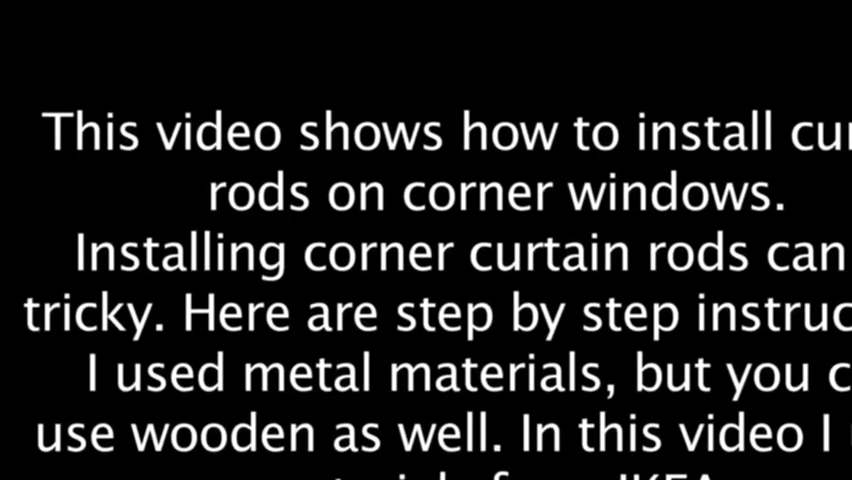 This video shows how to install cu
rods on corner windows.
Installing corner curtain rods can
tricky. Here are step by step instruc
I used metal materials, but you c
use wooden as well. In this video I
IKEA